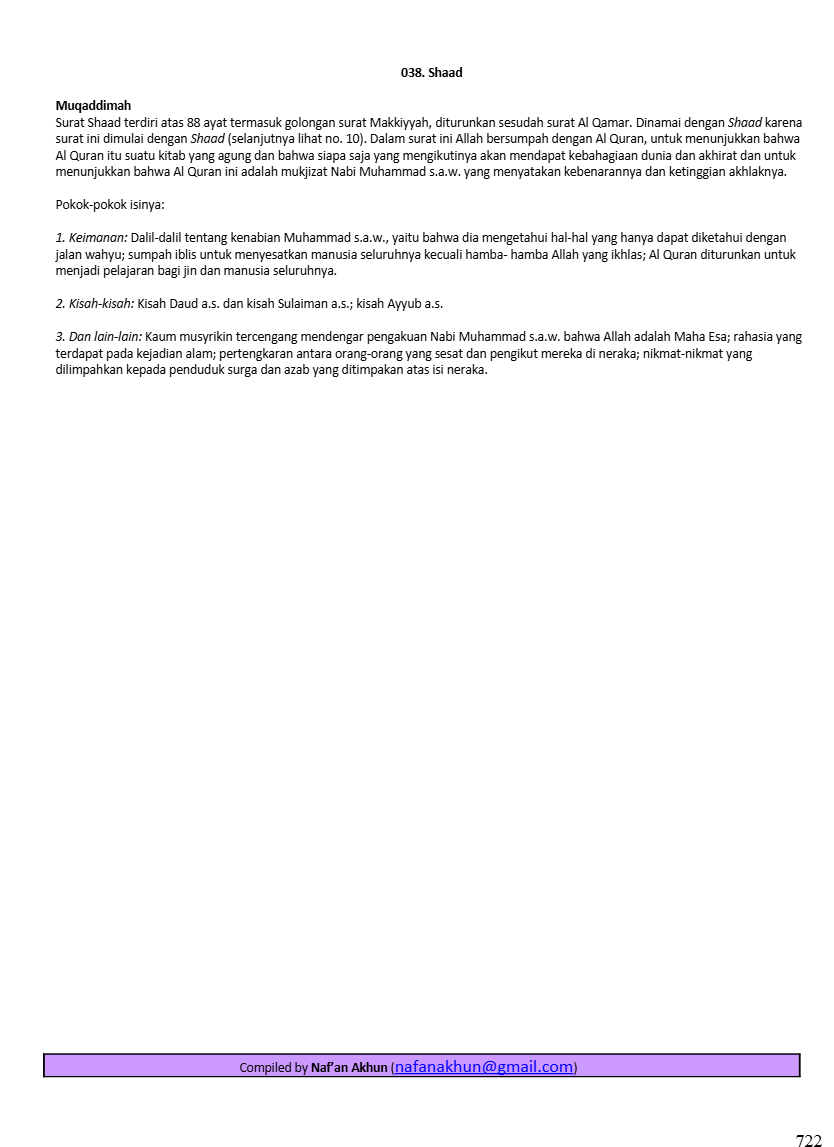 038. Shaad
Muqaddimah
Surat Shaad terdiri atas 88 ayat termasuk golongan surat Makkiyyah, diturunkan sesudah surat Al Qamar. Dinamai dengan Shaad karena
surat ini dimulai dengan Shaad (selanjutnya lihat no. 10). Dalam surat ini Allah bersumpah dengan Al Quran, untuk menunjukkan bahwa
Al Quran itu suatu kitab yang agung dan bahwa siapa saja yang mengikutinya akan mendapat kebahagiaan dunia dan akhirat dan untuk
menunjukkan bahwa Al Quran ini adalah mukjizat Nabi Muhammad s.a.w. yang menyatakan kebenarannya dan ketinggian akhlaknya.
Pokok-pokok isinya:
1. Keimanan: Dalil-dalil tentang kenabian Muhammad s.a.w., yaitu bahwa dia mengetahui hal-hal yang hanya dapat diketahui dengan
jalan wahyu; sumpah iblis untuk menyesatkan manusia seluruhnya kecuali hamba- hamba Allah yang ikhlas; Al Quran diturunkan untuk
menjadi pelajaran bagi jin dan manusia seluruhnya.
2. Kisah-kisah: Kisah Daud a.s. dan kisah Sulaiman a.s.; kisah Ayyub a.s.
3. Dan lain-lain: Kaum musyrikin tercengang mendengar pengakuan Nabi Muhammad s.a.w. bahwa Allah adalah Maha Esa; rahasia yang
terdapat pada kejadian alam; pertengkaran antara orang-orang yang sesat dan pengikut mereka di neraka; nikmat-nikmat yang
dilimpahkan kepada penduduk surga dan azab yang ditimpakan atas isi neraka.
Compiled by Naf’an Akhun (nafanakhun@gmail.com)
722